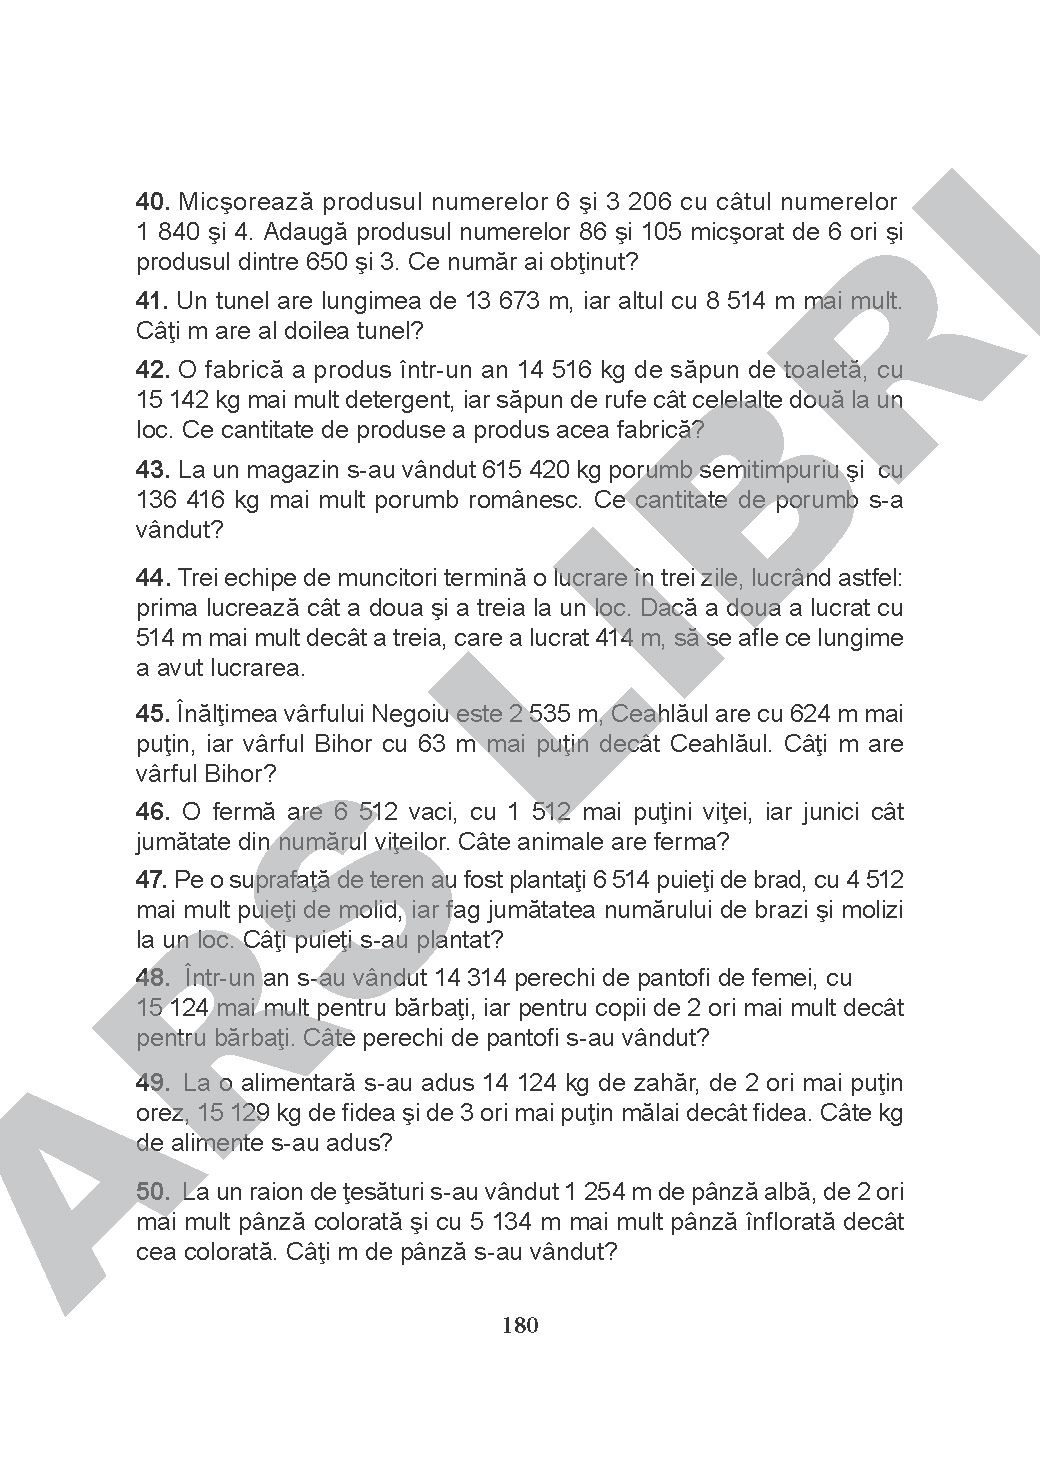 40. Micşorează produsul numerelor 6 şi 3 206 cu câtul numerelor
1 840 şi 4. Adaugă produsul numerelor 86 şi 105 micşorat de 6 ori şi
produsul dintre 650 şi 3. Ce număr ai obţinut?
41. Un tunel are lungimea de 13 673 m, iar altul cu 8 514 m mai mult.
Câţi m are al doilea tunel?
42. O fabrică a produs într-un an 14 516 kg de săpun de toaletă, cu
15 142 kg mai mult detergent, iar săpun de rufe cât celelalte două la un
loc. Ce cantitate de produse a produs acea fabrică?
43. La un magazin s-au vândut 615 420 kg porumb semitimpuriu şi cu
136 416 kg mai mult porumb românesc. Ce cantitate de porumb s-a
vândut?
44. Trei echipe de muncitori termină o lucrare în trei zile, lucrând astfel:
prima lucrează cât a doua şi a treia la un loc. Dacă a doua a lucrat cu
514 m mai mult decât a treia, care a lucrat 414 m, să se afle ce lungime
a avut lucrarea.
45. Înălţimea vârfului Negoiu este 2 535 m, Ceahlăul are cu 624 m mai
puţin, iar vârful Bihor cu 63 m mai puţin decât Ceahlăul. Câţi m are
vârful Bihor?
46. O fermă are 6 512 vaci, cu 1 512 mai puţini viţei, iar junici cât
jumătate din numărul viţeilor. Câte animale are ferma?
47. Pe o suprafaţă de teren au fost plantaţi 6 514 puieţi de brad, cu 4 512
mai mult puieţi de molid, iar fag jumătatea numărului de brazi şi molizi
la un loc. Câţi puieţi s-au plantat?
48. Într-un an s-au vândut 14 314 perechi de pantofi de femei, cu
15 124 mai mult pentru bărbaţi, iar pentru copii de 2 ori mai mult decât
pentru bărbaţi. Câte perechi de pantofi s-au vândut?
49. La o alimentară s-au adus 14 124 kg de zahăr, de 2 ori mai puţin
orez, 15 129 kg de fidea şi de 3 ori mai puţin mălai decât fidea. Câte kg
de alimente s-au adus?
50. La un raion de ţesături s-au vândut 1 254 m de pânză albă, de 2 ori
mai mult pânză colorată şi cu 5 134 m mai mult pânză înflorată decât
cea colorată. Câţi m de pânză s-au vândut?
180
ARS LIBRI